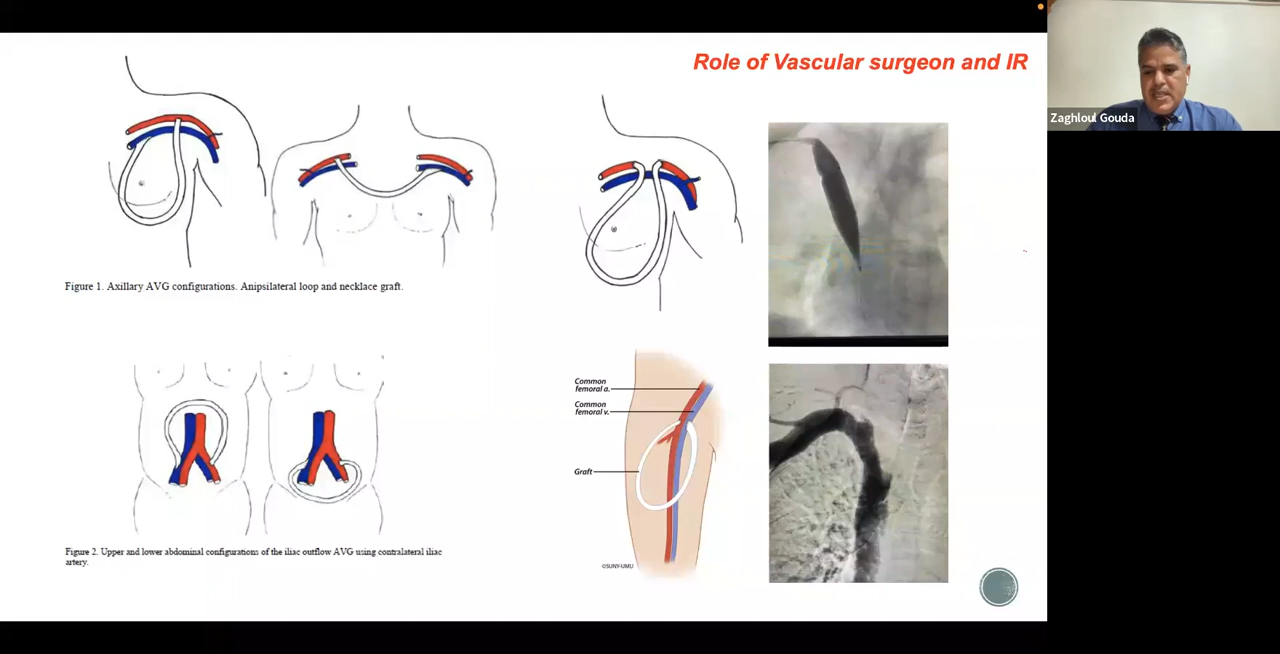 Role of Vascular surgeon and IR
Zaghloul Gouda
Figure 1. Axillary AVG configurations. Anipsilateral loop and necklace graft.
Common
femoral a.
Common
femoral v.
Graft
©SUNY-UMU
Figure 2. Upper and lower abdominal configurations of the iliac outflow AVG using contralateral iliac
artery.